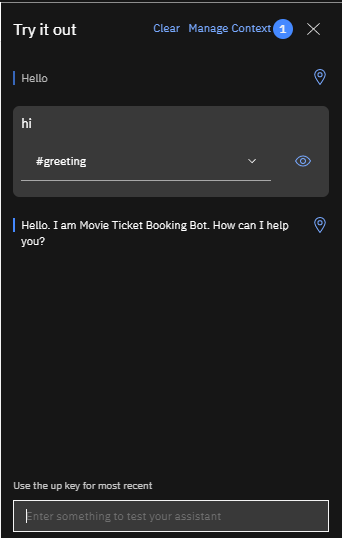 Try it out Clear Manage Context 1
Hello
hi
#greeting
Hello. I am Movie Ticket Booking Bot. How can I help
you?
Use the up key for most recent
Enter something to test your assistant